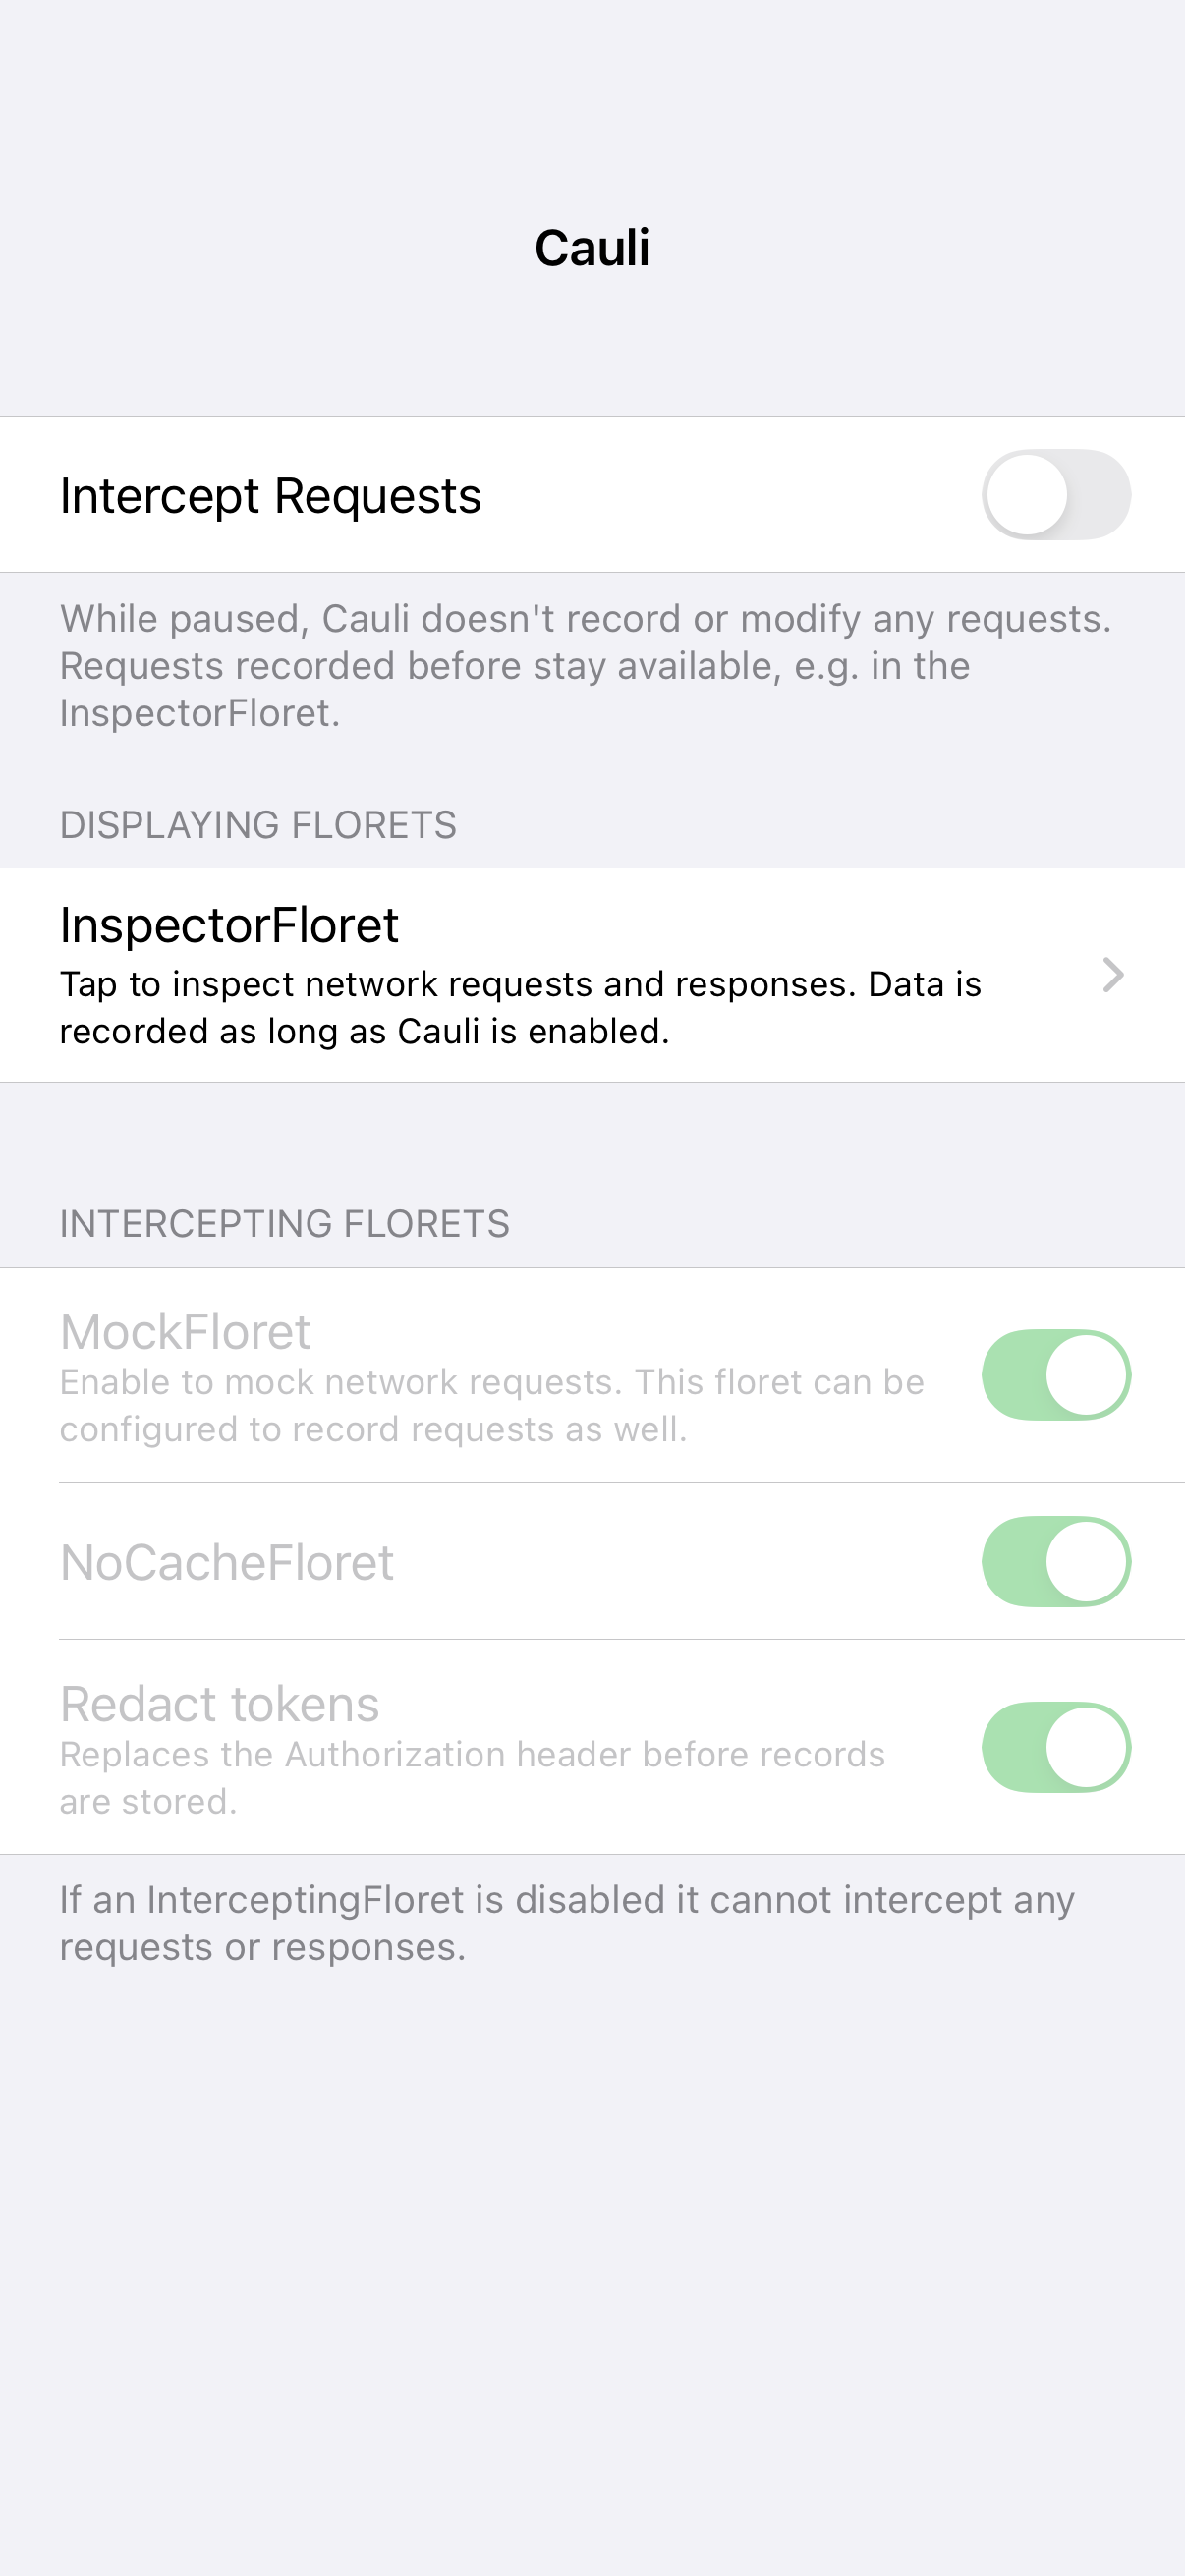 Cauli
Intercept Requests
While paused, Cauli doesn't record or modify any requests.
Requests recorded before stay available, e.g. in the
InspectorFloret.
DISPLAYING FLORETS
InspectorFloret
Tap to inspect network requests and responses. Data is
recorded as long as Cauli is enabled.
INTERCEPTING FLORETS
MockFloret
Enable to mock network requests. This floret can be
configured to record requests as well.
NoCacheFloret
Redact tokens
Replaces the Authorization header before records
are stored.
If an InterceptingFloret is disabled it cannot intercept any
requests or responses.